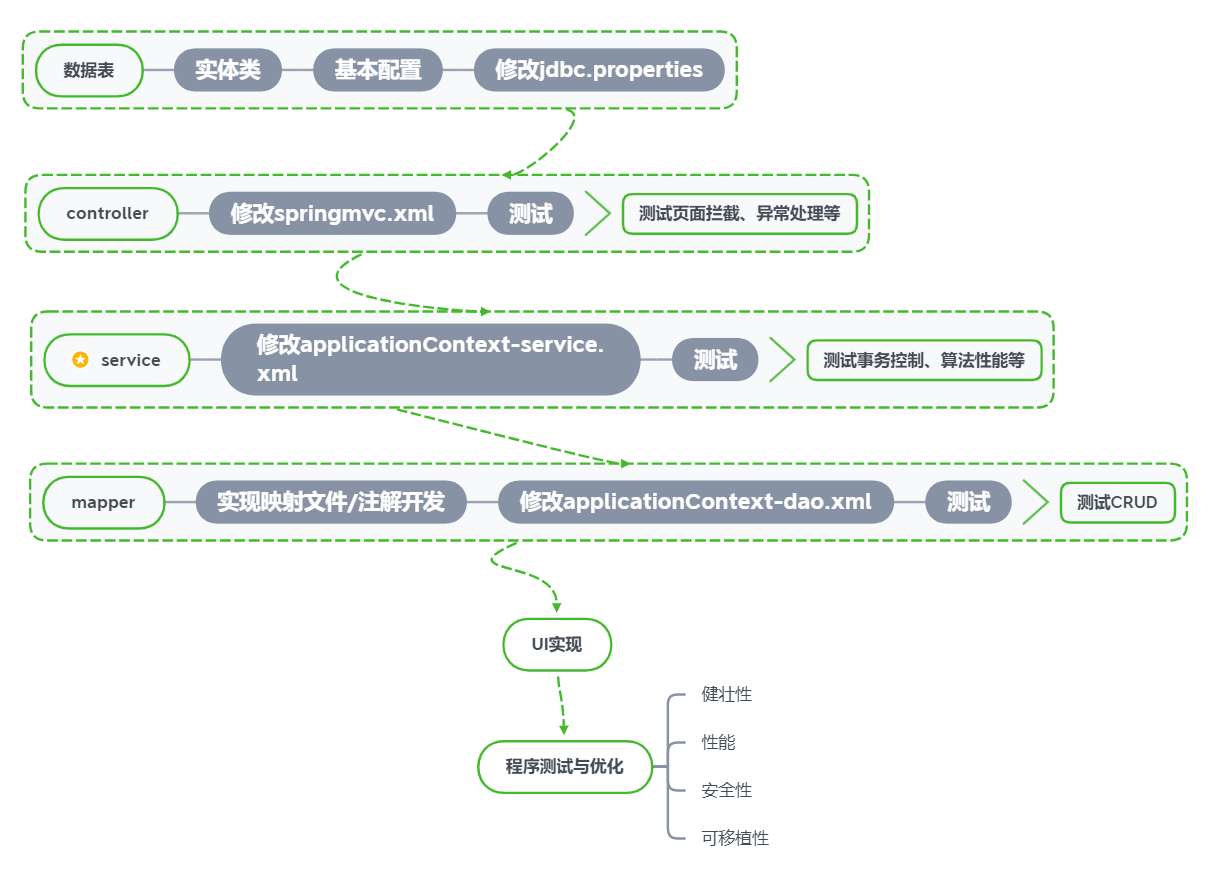 数据表
实体类
基本配置
修改jdbc.properties
controller
修改springmvc.xml
测试
测试页面拦截、异常处理等
service
修改applicationContext-service.
xml
测试
测试事务控制、算法性能等
mapper
实现映射文件/注解开发
修改applicationContext-dao.xml
测试
测试CRUD
UI实现
程序测试与优化
健壮性
性能
安全性
可移植性